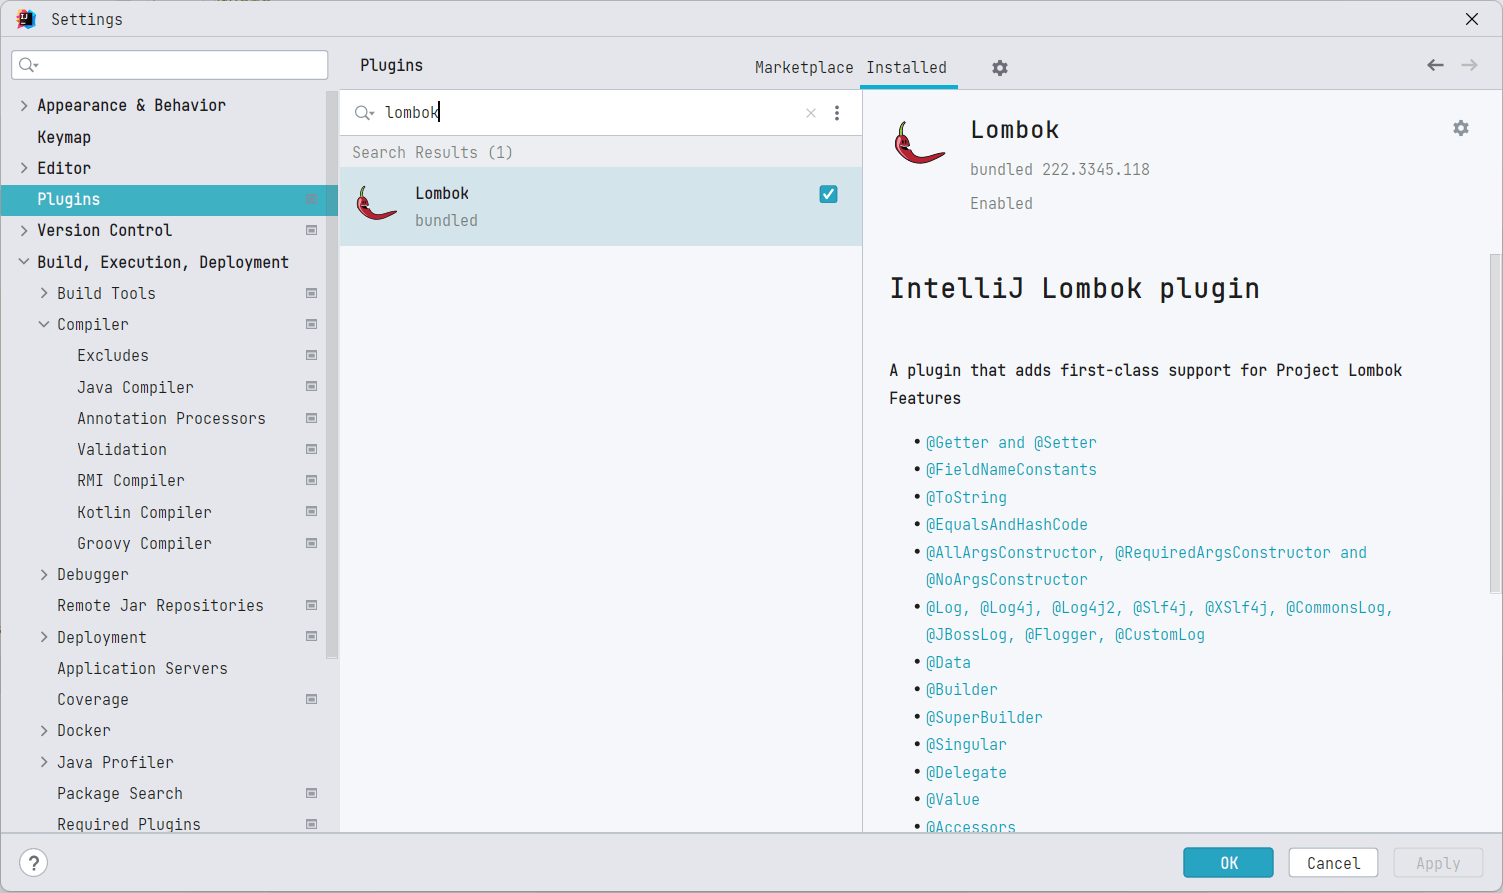 Settings
Plugins
Marketplace Installed
Appearance & Behavior
Keymap
Editor
Plugins
Version Control
Build, Execution, Deployment
Build Tools
Compiler
Excludes
Java Compiler
Annotation Processors
Validation
RMI Compiler
Kotlin Compiler
Groovy Compiler
Debugger
Remote Jar Repositories
Deployment
Application Servers
Coverage
Docker
Java Profiler
Package Search
Required Plugins
lombok
Search Results (1)
Lombok
bundled
Lombok
bundled 222.3345.118
Enabled
IntelliJ Lombok plugin
A plugin that adds first-class support for Project Lombok
Features
• @Getter and @Setter
• @FieldNameConstants
• @ToString
• @EqualsAndHashCode
• @AllArgsConstructor, @RequiredArgsConstructor and
@NoArgsConstructor
• @Log, @Log4j, @Log4j2, @Slf4j, @XSlf4j, @CommonsLog,
@JBossLog, @Flogger, @CustomLog
• @Data
• @Builder
• @SuperBuilder
• @Singular
• @Delegate
• @Value
• @Accessors
?
OK Cancel Apply